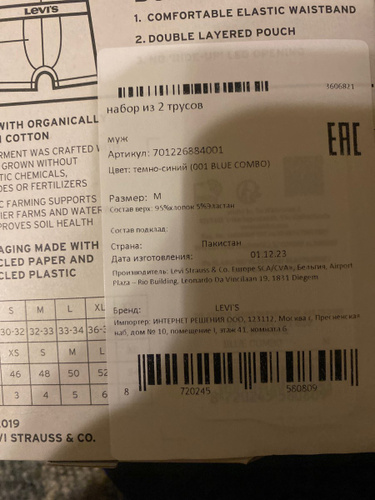 LEVI'S
1. COMFORTABLE ELASTIC WAISTBAND
2. DOUBLE LAYERED POUCH
3606821
набор из 2 трусов
муж
EAC
Артикул: 701226884001
Цвет: темно-синий (001 BLUE COMBO)
Размер: M
Состав верх: 95%хлопок 5%эластан
Состав подклад:
Страна: Пакистан
Дата изготовления: 01.12.23
Производитель: Levi Strauss & Co. Europe SCA/CVA», Бельгия, Airport
Plaza – Rio Building, Leonardo Da Vincilaan 19, 1831 Diegem
Бренд: LEVI'S
Импортер: ИНТЕРНЕТ РЕШЕНИЯ ООО, 123112, Москва г, Пресненская
наб, дом № 10, помещение I, этаж 41, комната 6
8 720245 580809
WITH ORGANICALL
COTTON
RMENT WAS CRAFTED
GROWN WITHOUT
TIC CHEMICALS,
DES OR FERTILIZERS
C FARMING SUPPORTS
IER FARMS AND WATER
PROVES SOIL HEALTH
AGING MADE WITH
CLED PAPER AND
CLED PLASTIC
S M L XL
30-32 32-33 33-34 36-3
XS S M L
46 48 50 52
3 4 5 6
2019
VI STRAUSS & CO.